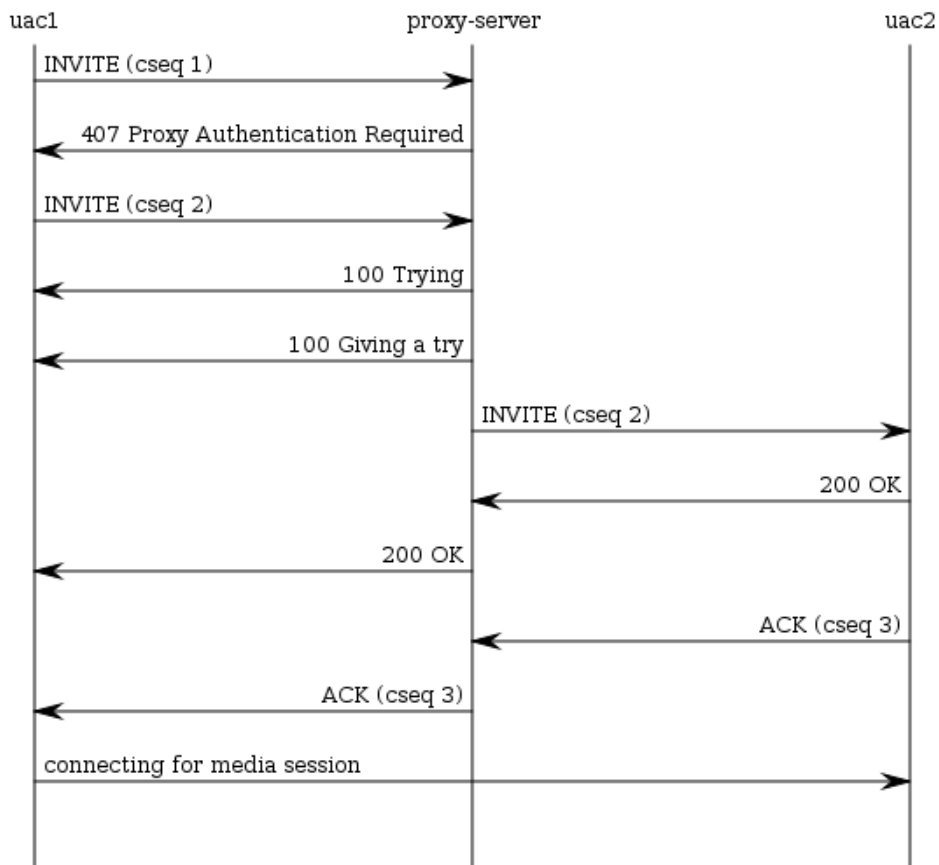 uac1 proxy-server uac2
INVITE (cseq 1)
407 Proxy Authentication Required
INVITE (cseq 2)
100 Trying
100 Giving a try
INVITE (cseq 2)
200 OK
200 OK
ACK (cseq 3)
ACK (cseq 3)
connecting for media session